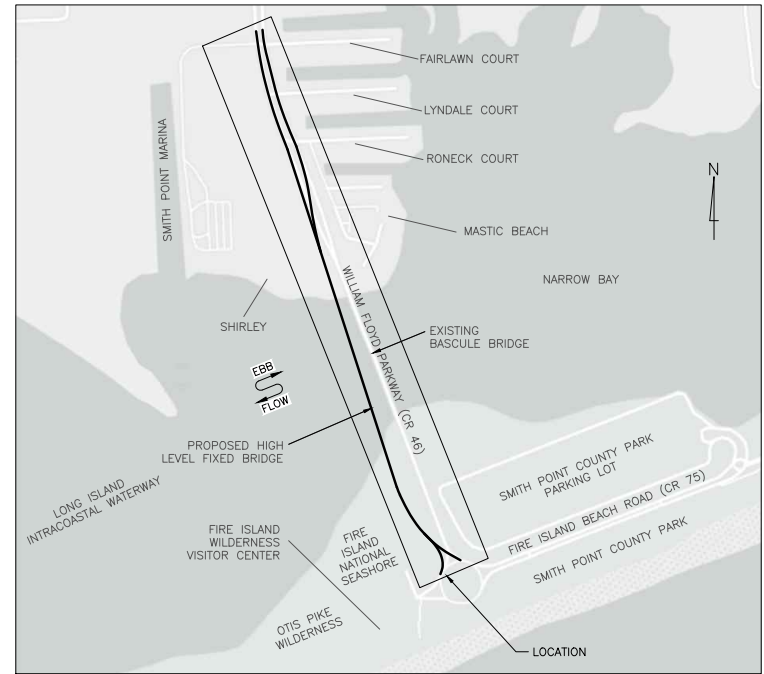 FAIRLAWN COURT
LYNDALE COURT
RONECK COURT
SMITH POINT MARINA
N
MASTIC BEACH
NARROW BAY
SHIRLEY
WILLIAM FLOYD PARKWAY (CR 46)
EXISTING
BASCULE BRIDGE
EBB
FLOW
PROPOSED HIGH
LEVEL FIXED BRIDGE
LONG ISLAND
INTRACOASTAL WATERWAY
SMITH POINT COUNTY PARK
PARKING LOT
FIRE ISLAND BEACH ROAD (CR 75)
SMITH POINT COUNTY PARK
FIRE ISLAND
WILDERNESS
VISITOR CENTER
FIRE
ISLAND
NATIONAL
SEASHORE
OTIS PIKE
WILDERNESS
LOCATION